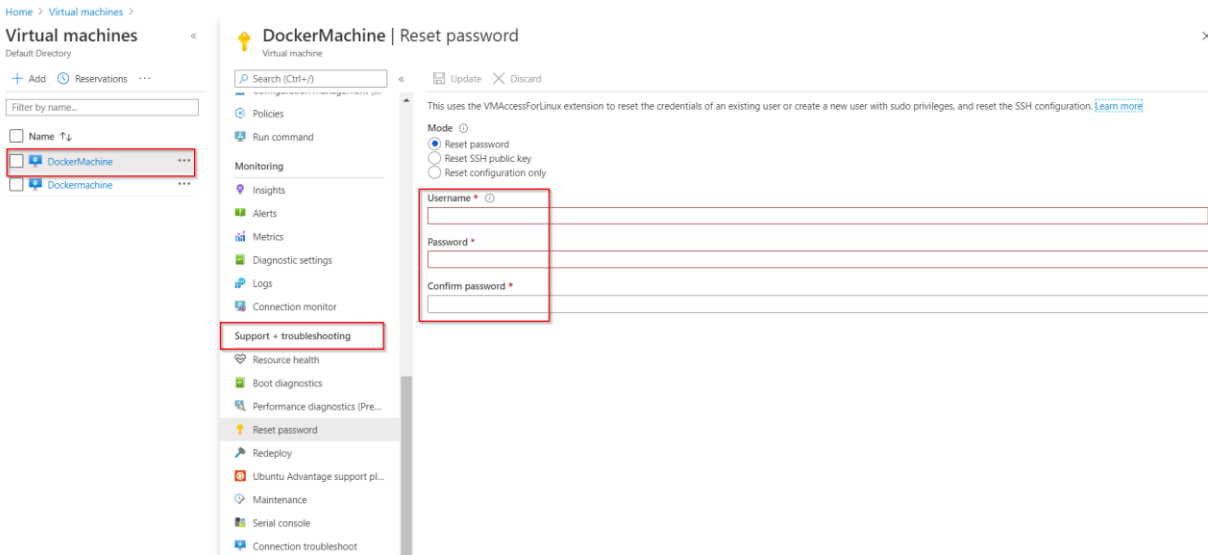 Home > Virtual machines >
Virtual machines
«
Default Directory
+ Add
Reservations
...
Filter by name...
Name ↑↓
DockerMachine
...
Dockermachine
...
DockerMachine | Reset password
Virtual machine
×
Search (Ctrl+/)
«
Configuration management (...
Policies
Run command
Monitoring
Insights
Alerts
Metrics
Diagnostic settings
Logs
Connection monitor
Support + troubleshooting
Resource health
Boot diagnostics
Performance diagnostics (Pre...
Reset password
Redeploy
Ubuntu Advantage support pl...
Maintenance
Serial console
Connection troubleshoot
Update
Discard
This uses the VMAccessForLinux extension to reset the credentials of an existing user or create a new user with sudo privileges, and reset the SSH configuration. Learn more
Mode
Reset password
Reset SSH public key
Reset configuration only
Username *
Password *
Confirm password *